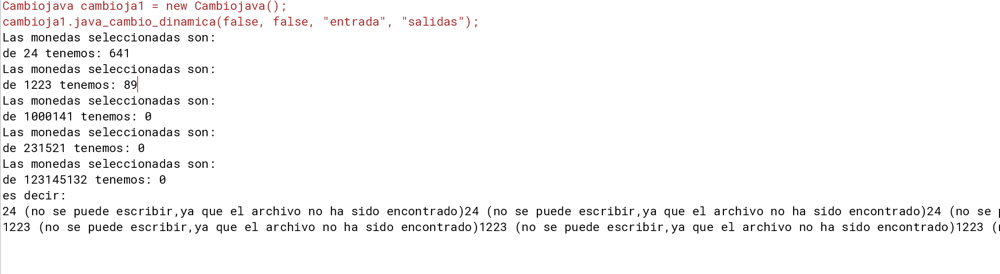 Cambiojava cambioja1 = new Cambiojava();
cambioja1.java_cambio_dinamica(false, false, "entrada", "salidas");
Las monedas seleccionadas son:
de 24 tenemos: 641
Las monedas seleccionadas son:
de 1223 tenemos: 89
Las monedas seleccionadas son:
de 1000141 tenemos: 0
Las monedas seleccionadas son:
de 231521 tenemos: 0
Las monedas seleccionadas son:
de 123145132 tenemos: 0
es decir:
24 (no se puede escribir,ya que el archivo no ha sido encontrado)24 (no se puede escribir,ya que el archivo no ha sido encontrado)24 (no se
1223 (no se puede escribir,ya que el archivo no ha sido encontrado)1223 (no se puede escribir,ya que el archivo no ha sido encontrado)1223